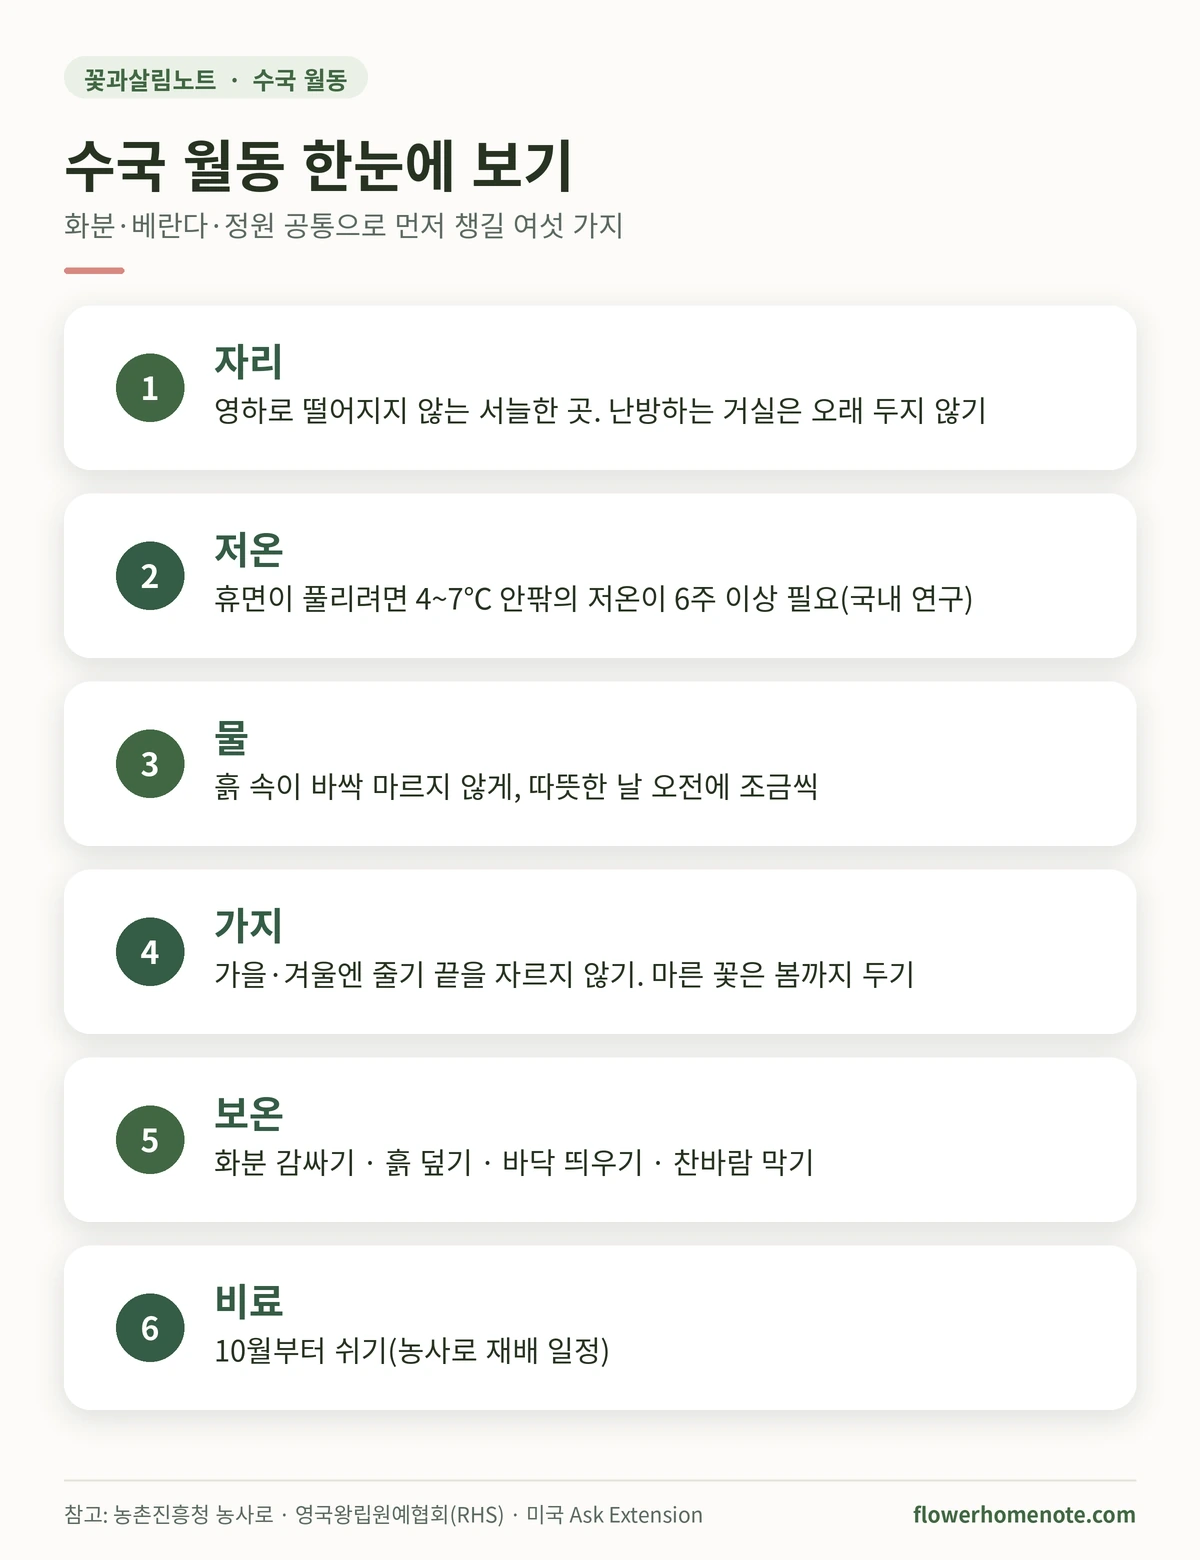 꽃과살림노트 · 수국 월동
수국 월동 한눈에 보기
화분·베란다·정원 공통으로 먼저 챙길 여섯 가지
1
자리
영하로 떨어지지 않는 서늘한 곳. 난방하는 거실은 오래 두지 않기
2
저온
휴면이 풀리려면 4~7℃ 안팎의 저온이 6주 이상 필요(국내 연구)
3
물
흙 속이 바싹 마르지 않게, 따뜻한 날 오전에 조금씩
4
가지
가을·겨울엔 줄기 끝을 자르지 않기. 마른 꽃은 봄까지 두기
5
보온
화분 감싸기 · 흙 덮기 · 바닥 띄우기 · 찬바람 막기
6
비료
10월부터 쉬기(농사로 재배 일정)
참고: 농촌진흥청 농사로 · 영국왕립원예협회(RHS) · 미국 Ask Extension
flowerhomenote.com